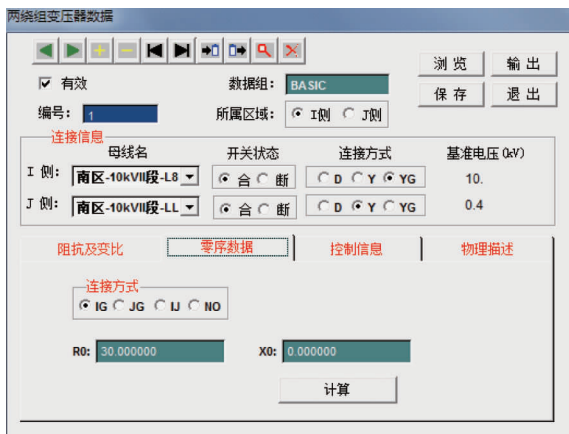 两绕组变压器数据
浏 览 输 出
有效 数据组: BASIC
保 存 退 出
编号: 1 所属区域: I侧 J侧
连接信息
母线名 开关状态 连接方式 基准电压(kV)
I 侧: 南区-10kVII段-L8 合 断 D Y YG 10.
J 侧: 南区-10kVII段-LL 合 断 D Y YG 0.4
阻抗及变比 零序数据 控制信息 物理描述
连接方式
IG JG IJ NO
R0: 30.000000 X0: 0.000000
计算